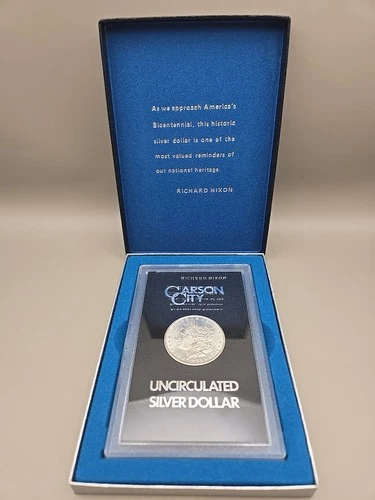 As we approach America's
Bicentennial, this historic
silver dollar is one of the
most valued reminders of
our national heritage.
RICHARD NIXON
CARSON
CITY
UNCIRCULATED
SILVER DOLLAR